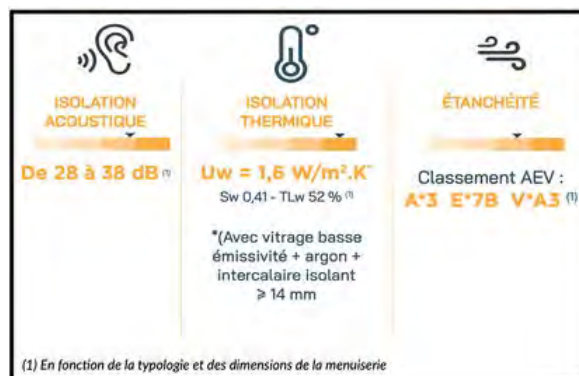 ISOLATION
ACOUSTIQUE
De 28 à 38 dB (1)
ISOLATION
THERMIQUE
Uw = 1,6 W/m².K*
Sw 0,41 - TLw 52 % (1)
*(Avec vitrage basse
émissivité + argon +
intercalaire isolant
≥ 14 mm
ÉTANCHÉITÉ
Classement AEV :
A*3 E*7B V*A3 (1)
(1) En fonction de la typologie et des dimensions de la menuiserie